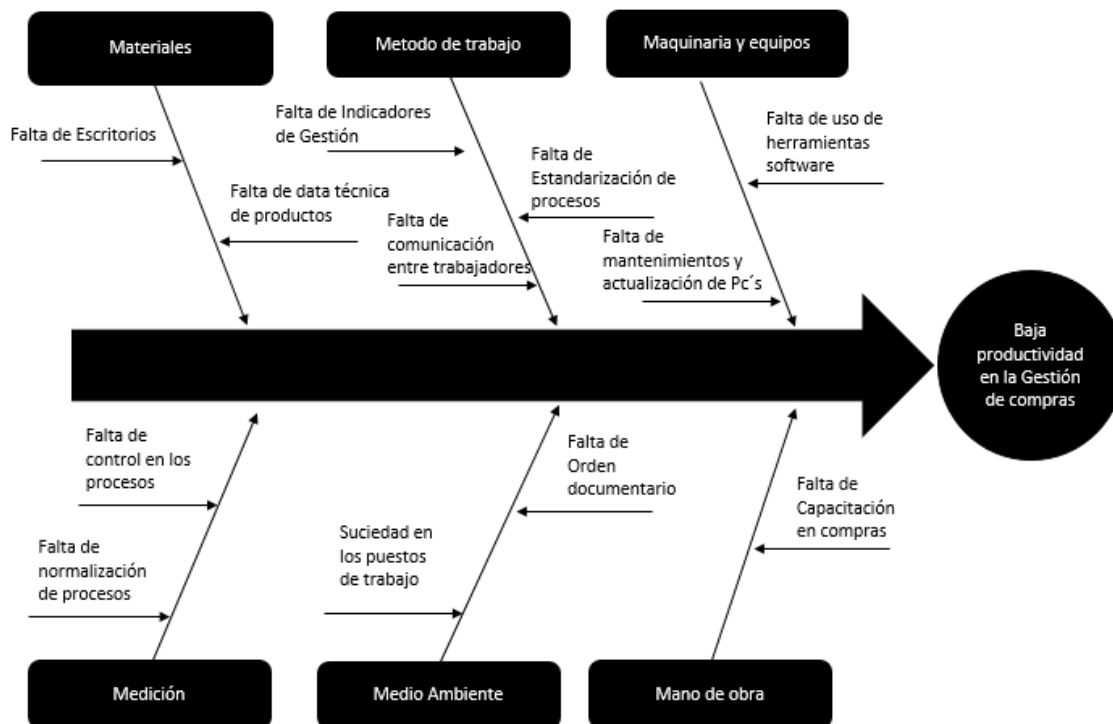 Materiales
Metodo de trabajo
Maquinaria y equipos
Falta de Escritorios
Falta de data técnica
de productos
Falta de Indicadores
de Gestión
Falta de
Estandarización de
procesos
Falta de
comunicación
entre trabajadores
Falta de uso de
herramientas
software
Falta de
mantenimientos y
actualización de Pc´s
Baja
productividad
en la Gestión
de compras
Falta de
control en los
procesos
Falta de
normalización
de procesos
Falta de
Orden
documentario
Suciedad en
los puestos
de trabajo
Falta de
Capacitación
en compras
Medición
Medio Ambiente
Mano de obra